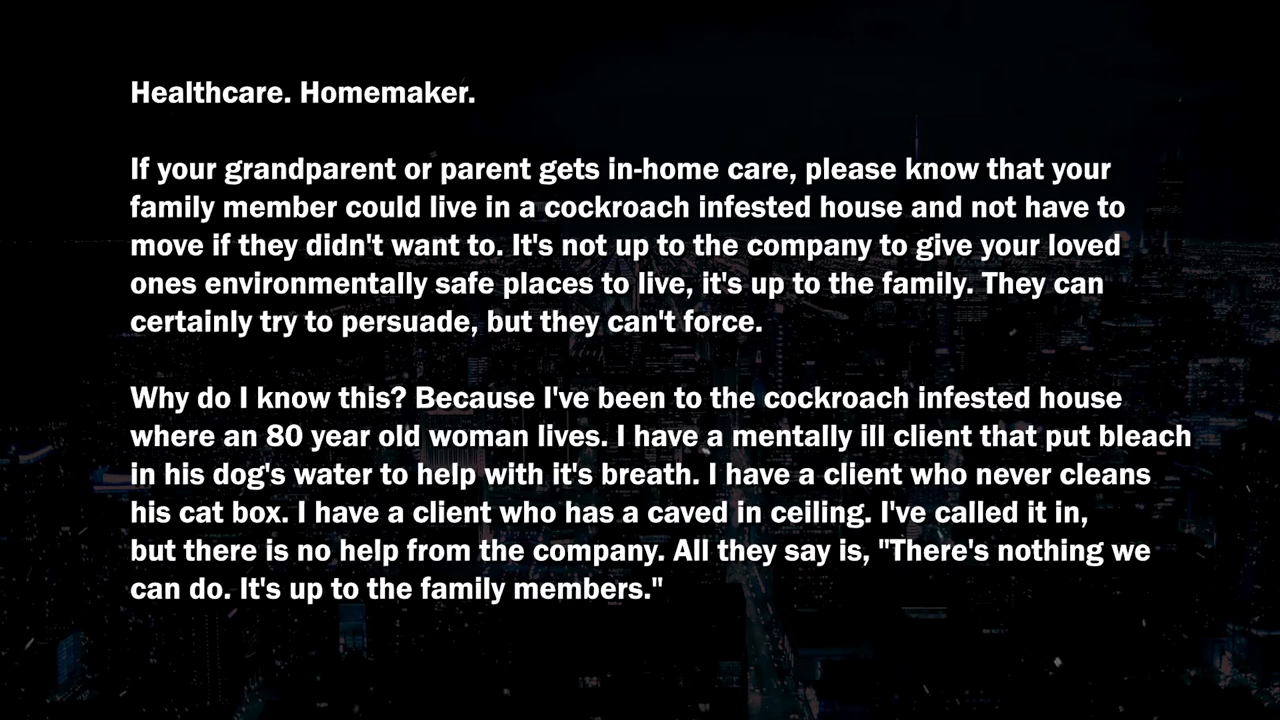 Healthcare. Homemaker.
If your grandparent or parent gets in-home care, please know that your
family member could live in a cockroach infested house and not have to
move if they didn't want to. It's not up to the company to give your loved
ones environmentally safe places to live, it's up to the family. They can
certainly try to persuade, but they can't force.
Why do I know this? Because I've been to the cockroach infested house
where an 80 year old woman lives. I have a mentally ill client that put bleach
in his dog's water to help with it's breath. I have a client who never cleans
his cat box. I have a client who has a caved in ceiling. I've called it in,
but there is no help from the company. All they say is, "There's nothing we
can do. It's up to the family members."